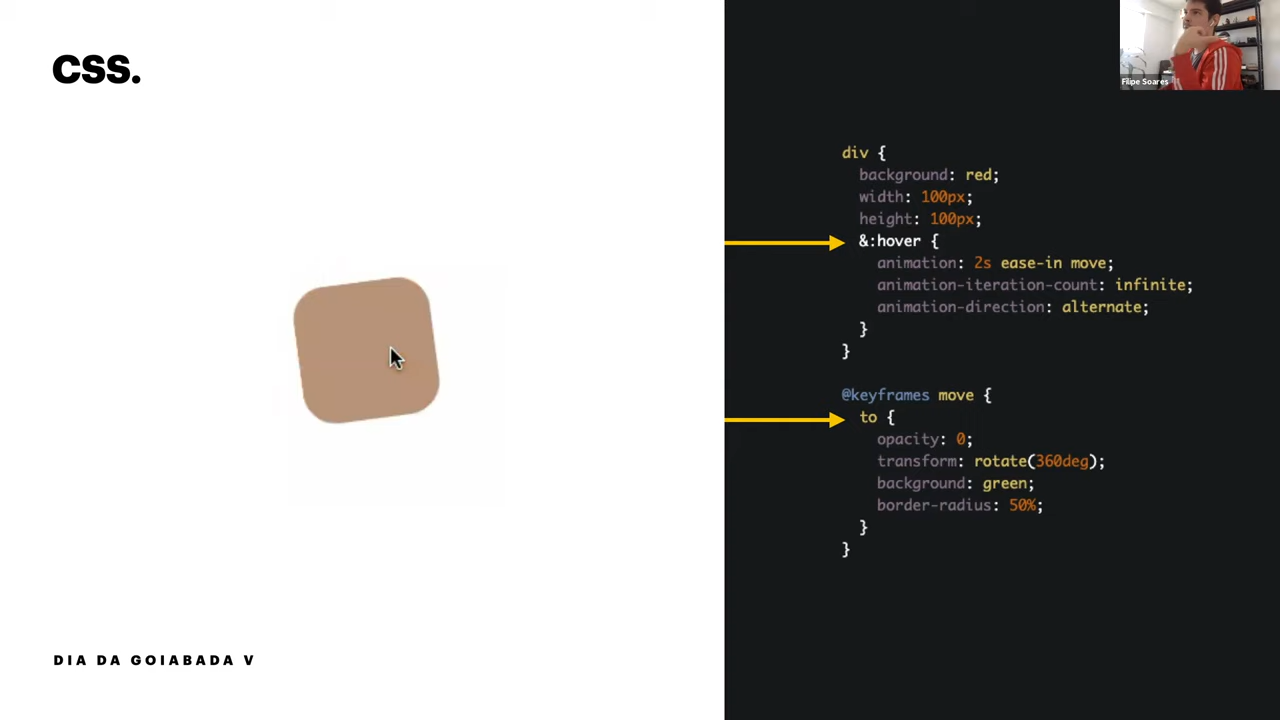 CSS.
Filipe Soares
div {
background: red;
width: 100px;
height: 100px;
&:hover {
animation: 2s ease-in move;
animation-iteration-count: infinite;
animation-direction: alternate;
}
}
@keyframes move {
to {
opacity: 0;
transform: rotate(360deg);
background: green;
border-radius: 50%;
}
}
DIA DA GOIABADA V